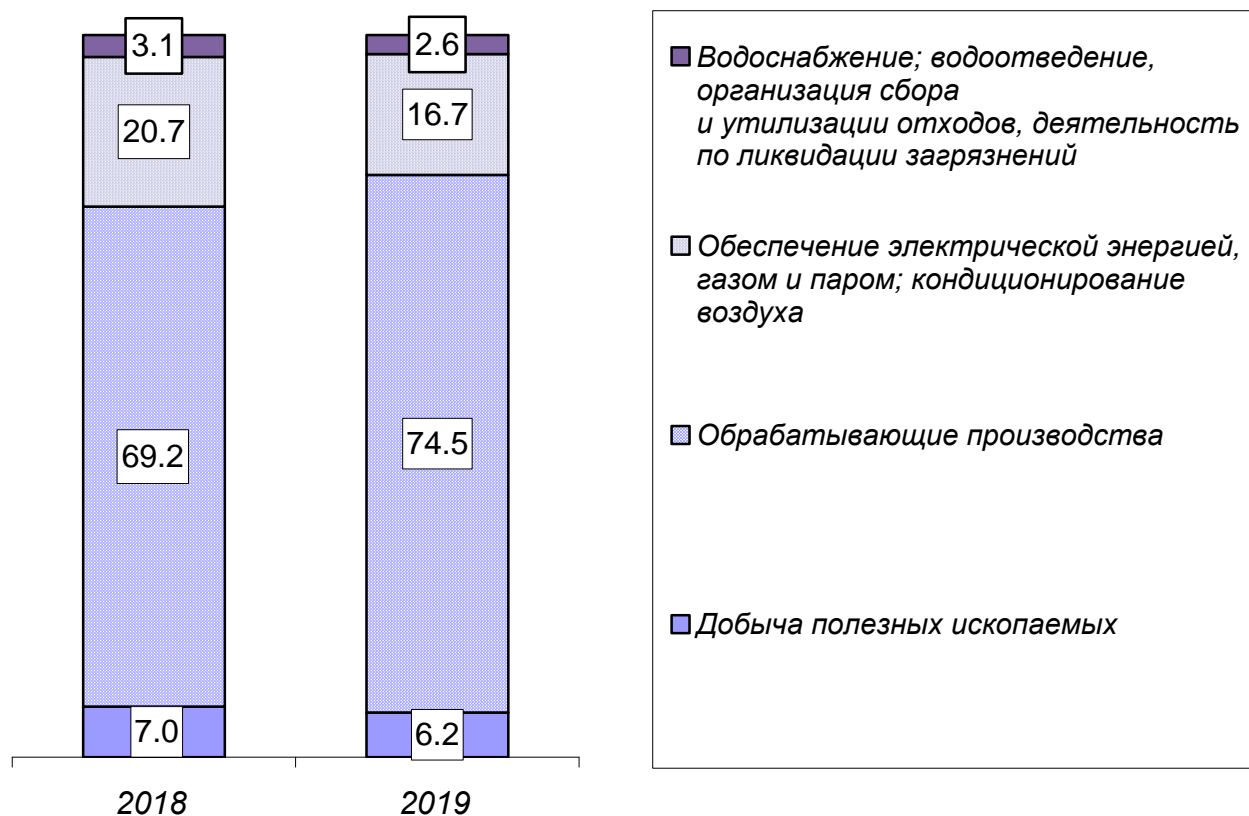 3.1
20.7
69.2
7.0
2018
2.6
16.7
74.5
6.2
2019
Водоснабжение; водоотведение,
организация сбора
и утилизации отходов, деятельность
по ликвидации загрязнений
Обеспечение электрической энергией,
газом и паром; кондиционирование
воздуха
Обрабатывающие производства
Добыча полезных ископаемых